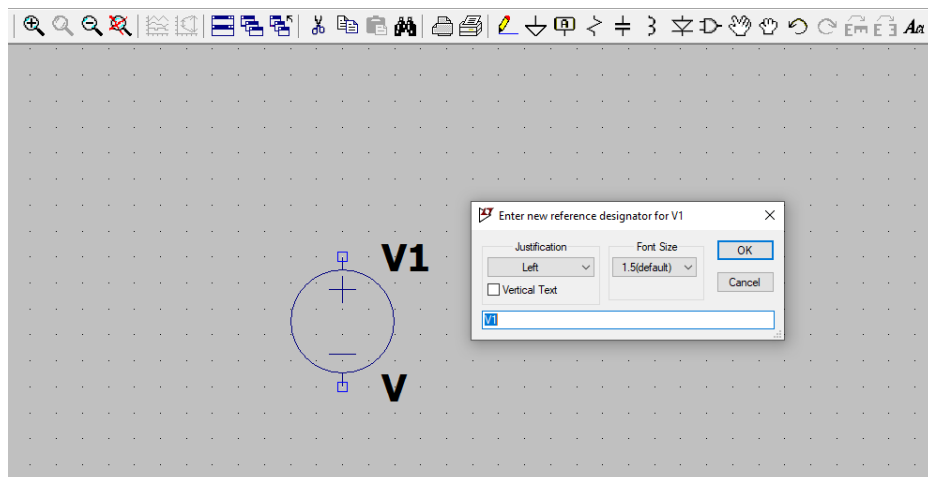 Aa
Enter new reference designator for V1
Justification
Font Size
Left
1.5(default)
OK
Vertical Text
Cancel
V1
V1
V